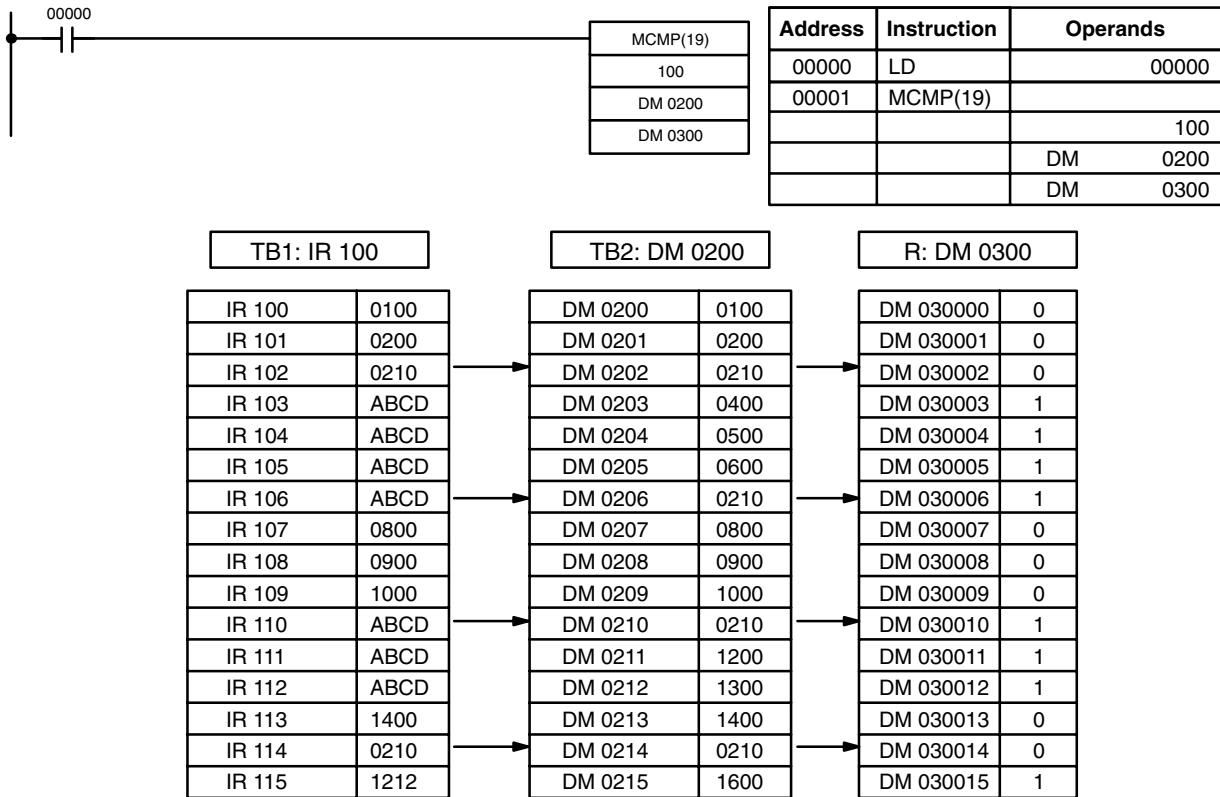 00000
MCMP(19)
100
DM 0200
DM 0300
Address Instruction Operands
00000 LD 00000
00001 MCMP(19)
100
DM 0200
DM 0300
TB1: IR 100 TB2: DM 0200 R: DM 0300
IR 100 0100 DM 0200 0100 DM 030000 0
IR 101 0200 DM 0201 0200 DM 030001 0
IR 102 0210 DM 0202 0210 DM 030002 0
IR 103 ABCD DM 0203 0400 DM 030003 1
IR 104 ABCD DM 0204 0500 DM 030004 1
IR 105 ABCD DM 0205 0600 DM 030005 1
IR 106 ABCD DM 0206 0210 DM 030006 1
IR 107 0800 DM 0207 0800 DM 030007 0
IR 108 0900 DM 0208 0900 DM 030008 0
IR 109 1000 DM 0209 1000 DM 030009 0
IR 110 ABCD DM 0210 0210 DM 030010 1
IR 111 ABCD DM 0211 1200 DM 030011 1
IR 112 ABCD DM 0212 1300 DM 030012 1
IR 113 1400 DM 0213 1400 DM 030013 0
IR 114 0210 DM 0214 0210 DM 030014 0
IR 115 1212 DM 0215 1600 DM 030015 1